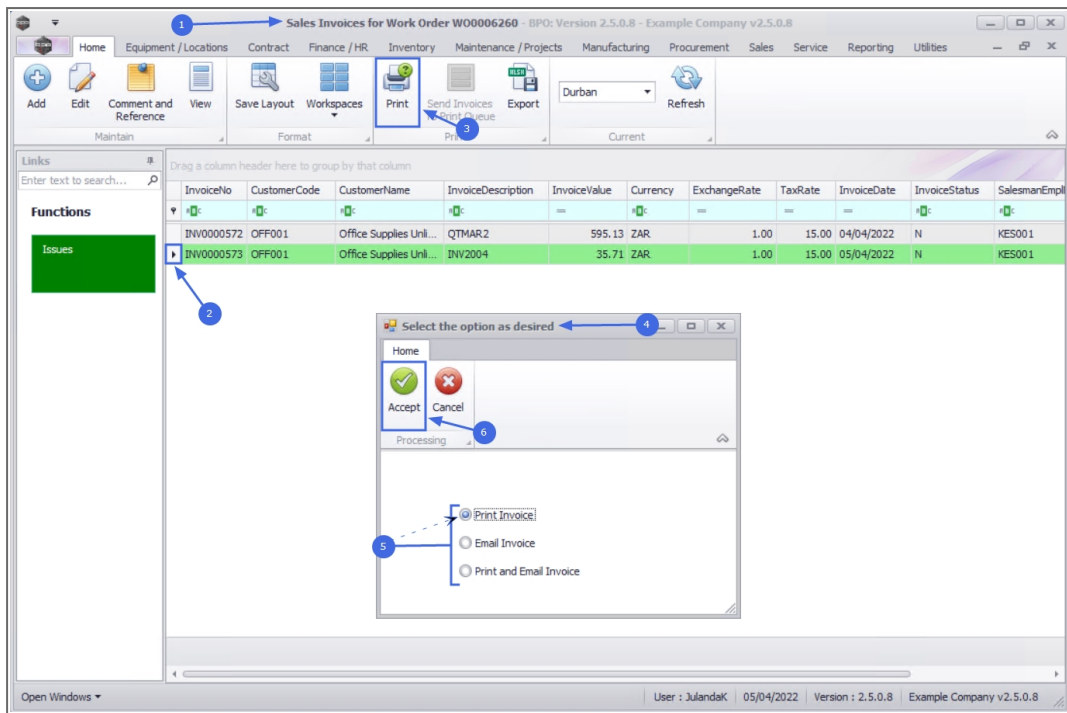 1
Sales Invoices for Work Order WO0006260 - BPO: Version 2.5.0.8 - Example Company v2.5.0.8
Home Equipment / Locations Contract Finance / HR Inventory Maintenance / Projects Manufacturing Procurement Sales Service Reporting Utilities
Add Edit Comment and Reference View Save Layout Workspaces Print Send Invoices Export Durban Refresh
3
Print Queue
Maintain Format Current
Links
Enter text to search...
Functions
Issues
Drag a column header here to group by that column
InvoiceNo CustomerCode CustomerName InvoiceDescription InvoiceValue Currency ExchangeRate TaxRate InvoiceDate InvoiceStatus SalesmanEmpl
INV0000572 OFF001 Office Supplies Unli... QTMAR2 595.13 ZAR 1.00 15.00 04/04/2022 N KES001
INV0000573 OFF001 Office Supplies Unli... INV2004 35.71 ZAR 1.00 15.00 05/04/2022 N KES001
2
Select the option as desired
4
Home
Accept Cancel
6
Processing
5
Print Invoice
Email Invoice
Print and Email Invoice
Open Windows
User : JulandaK 05/04/2022 Version : 2.5.0.8 Example Company v2.5.0.8